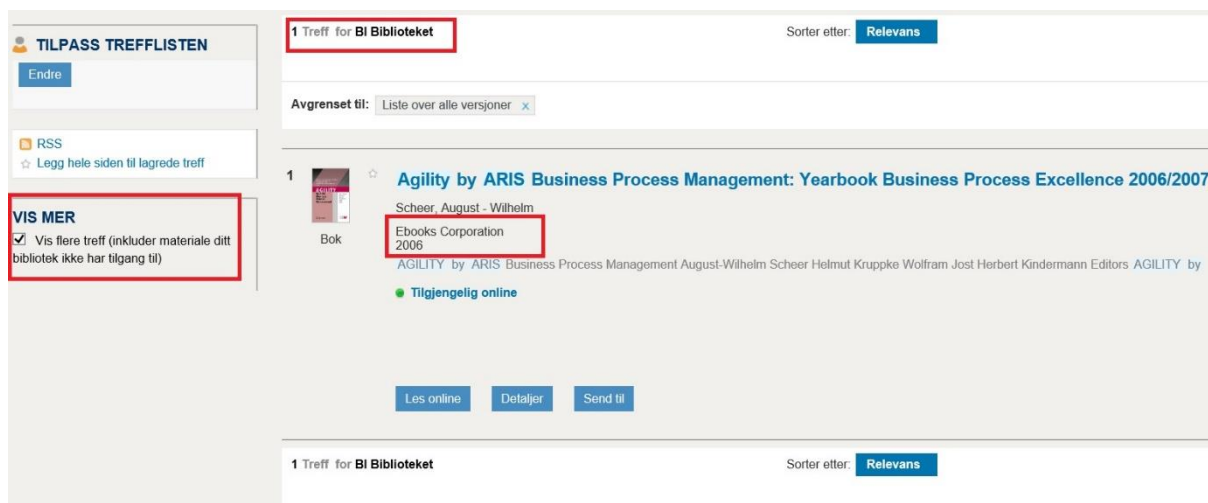 TILPASS TREFFLISTEN
Endre
RSS
Legg hele siden til lagrede treff
VIS MER
Vis flere treff (inkluder materiale ditt
bibliotek ikke har tilgang til)
1 Treff for BI Biblioteket
Sorter etter: Relevans
Avgrenset til: Liste over alle versjoner x
1
AGILITY
Bok
Agility by ARIS Business Process Management: Yearbook Business Process Excellence 2006/2007
Scheer, August - Wilhelm
Ebooks Corporation
2006
AGILITY by ARIS Business Process Management August-Wilhelm Scheer Helmut Kruppke Wolfram Jost Herbert Kindermann Editors AGILITY by
Tilgjengelig online
Les online Detaljer Send til
1 Treff for BI Biblioteket
Sorter etter: Relevans